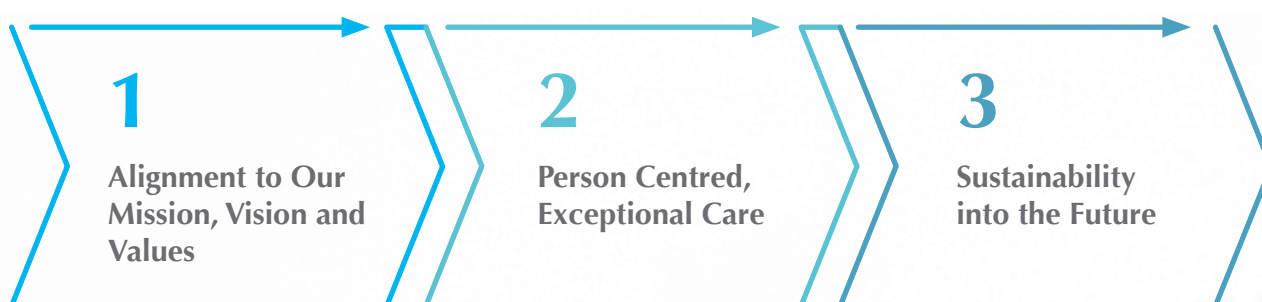 1
Alignment to Our
Mission, Vision and
Values
2
Person Centred,
Exceptional Care
3
Sustainability
into the Future